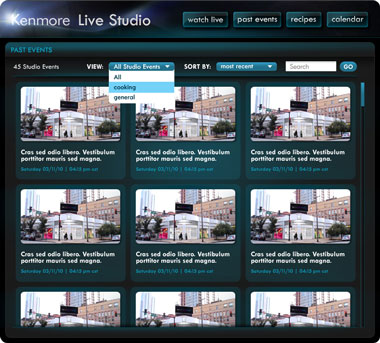 Kenmore Live Studio
watch live
past events
recipes
calendar
PAST EVENTS
45 Studio Events
VIEW:
All Studio Events
SORT BY:
most recent
Search
GO
All
cooking
general
Cras sed odio libero. Vestibulum
porttitor mauris sed magna.
Saturday 03/11/10 | 04:15 pm cst
Cras sed odio libero. Vestibulum
porttitor mauris sed magna.
Saturday 03/11/10 | 04:15 pm cst
Cras sed odio libero. Vestibulum
porttitor mauris sed magna.
Saturday 03/11/10 | 04:15 pm cst
Cras sed odio libero. Vestibulum
porttitor mauris sed magna.
Saturday 03/11/10 | 04:15 pm cst
Cras sed odio libero. Vestibulum
porttitor mauris sed magna.
Saturday 03/11/10 | 04:15 pm cst
Cras sed odio libero. Vestibulum
porttitor mauris sed magna.
Saturday 03/11/10 | 04:15 pm cst